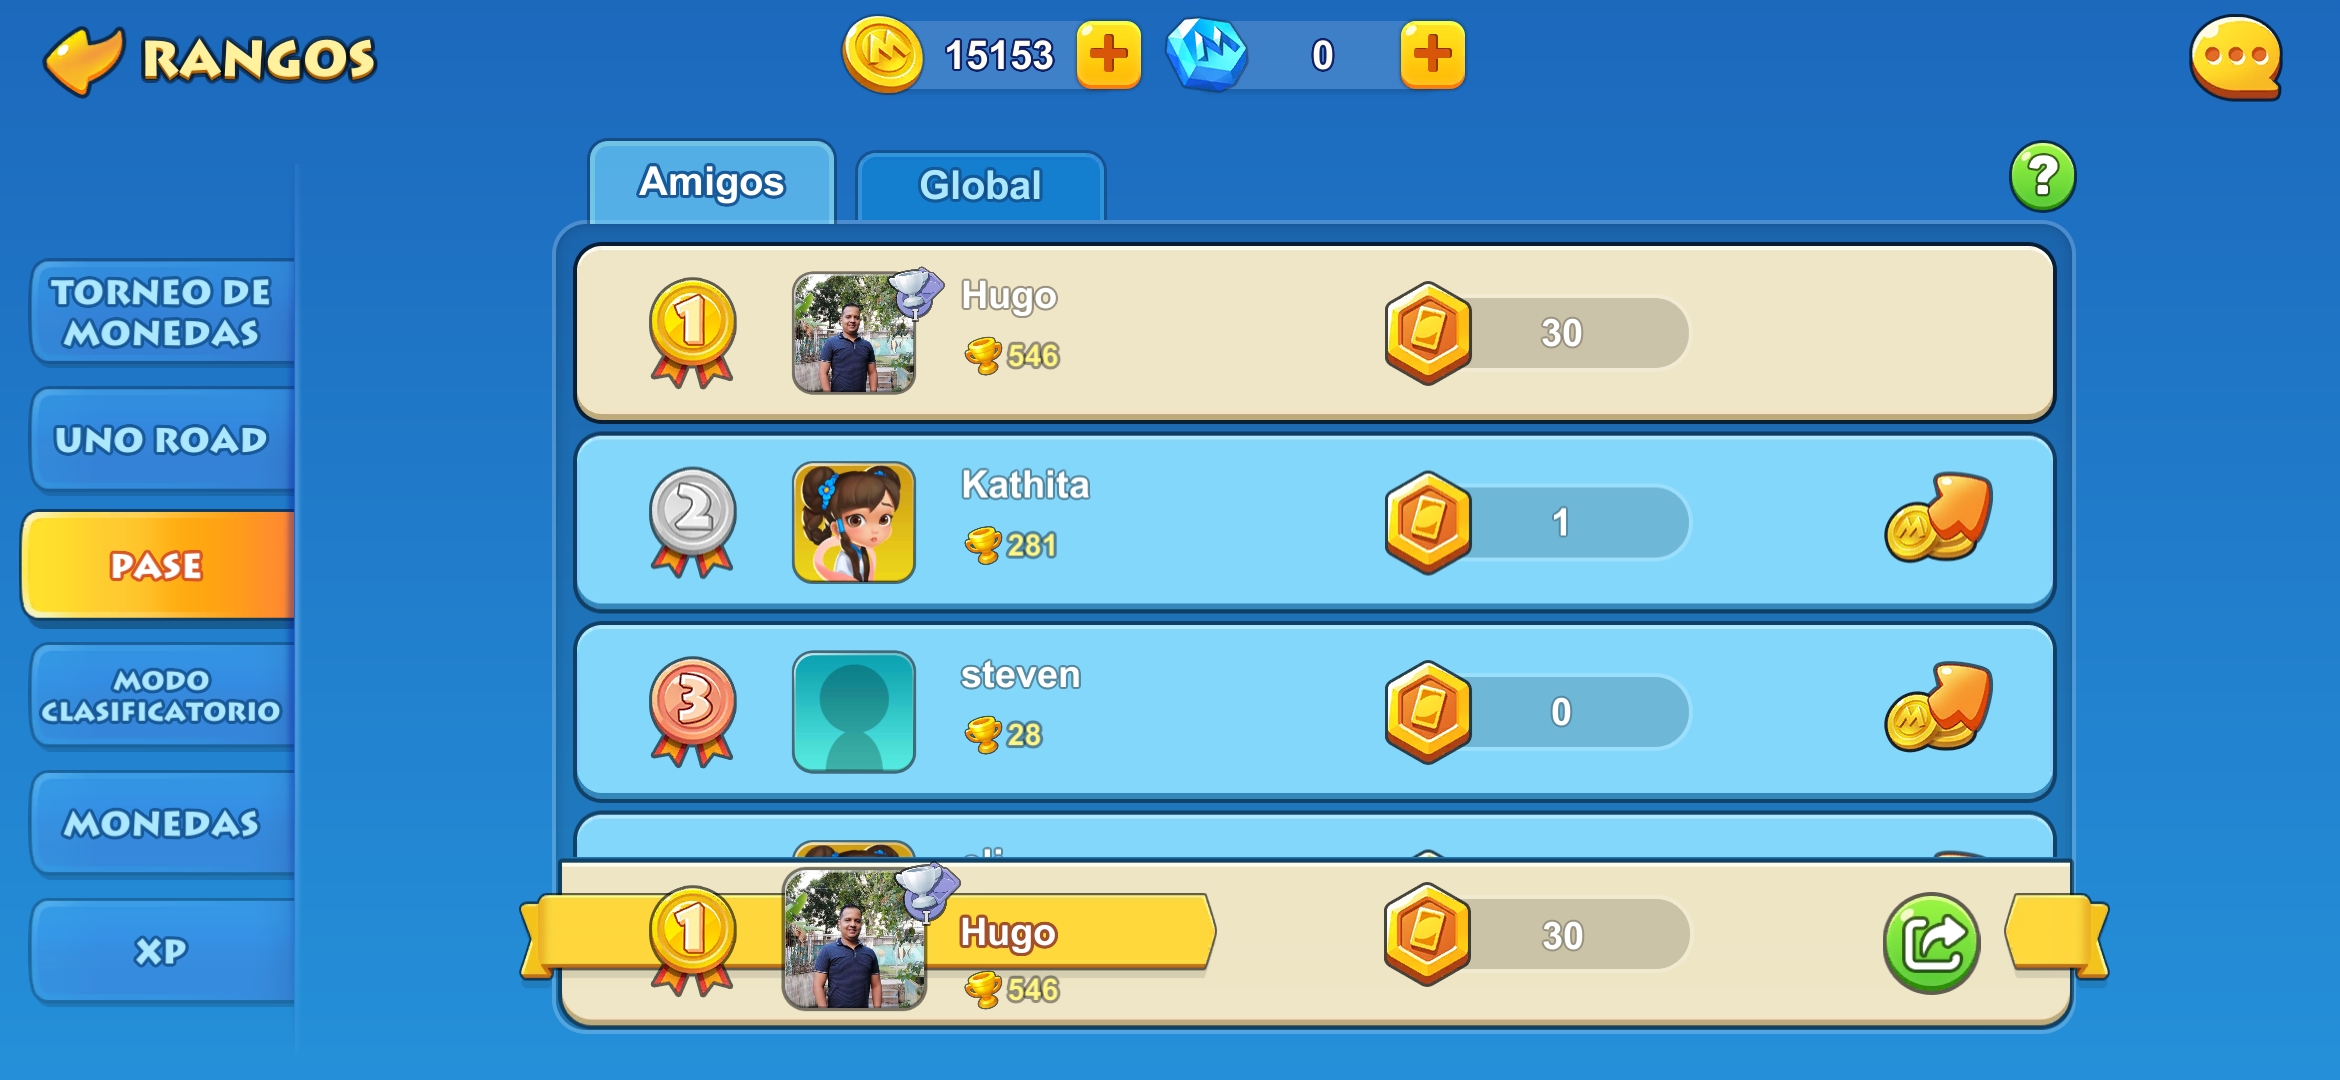 RANGOS
15153
0
Amigos
Global
?
TORNEO DE
MONEDAS
UNO ROAD
PASE
MODO
CLASIFICATORIO
MONEDAS
XP
1
I
Hugo
546
30
2
Kathita
281
1
3
steven
28
0
1
I
Hugo
546
30